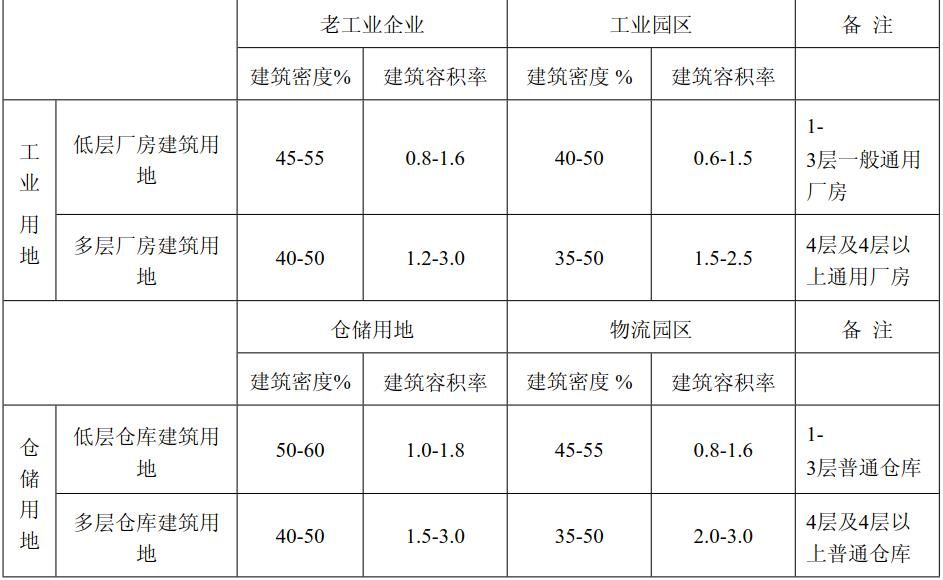 老工业企业 工业园区 备 注
建筑密度% 建筑容积率 建筑密度 % 建筑容积率
工业用地
低层厂房建筑用地 45-55 0.8-1.6 40-50 0.6-1.5 1-3层一般通用厂房
多层厂房建筑用地 40-50 1.2-3.0 35-50 1.5-2.5 4层及4层以上通用厂房
仓储用地 物流园区 备 注
建筑密度% 建筑容积率 建筑密度 % 建筑容积率
仓储用地
低层仓库建筑用地 50-60 1.0-1.8 45-55 0.8-1.6 1-3层普通仓库
多层仓库建筑用地 40-50 1.5-3.0 35-50 2.0-3.0 4层及4层以上普通仓库